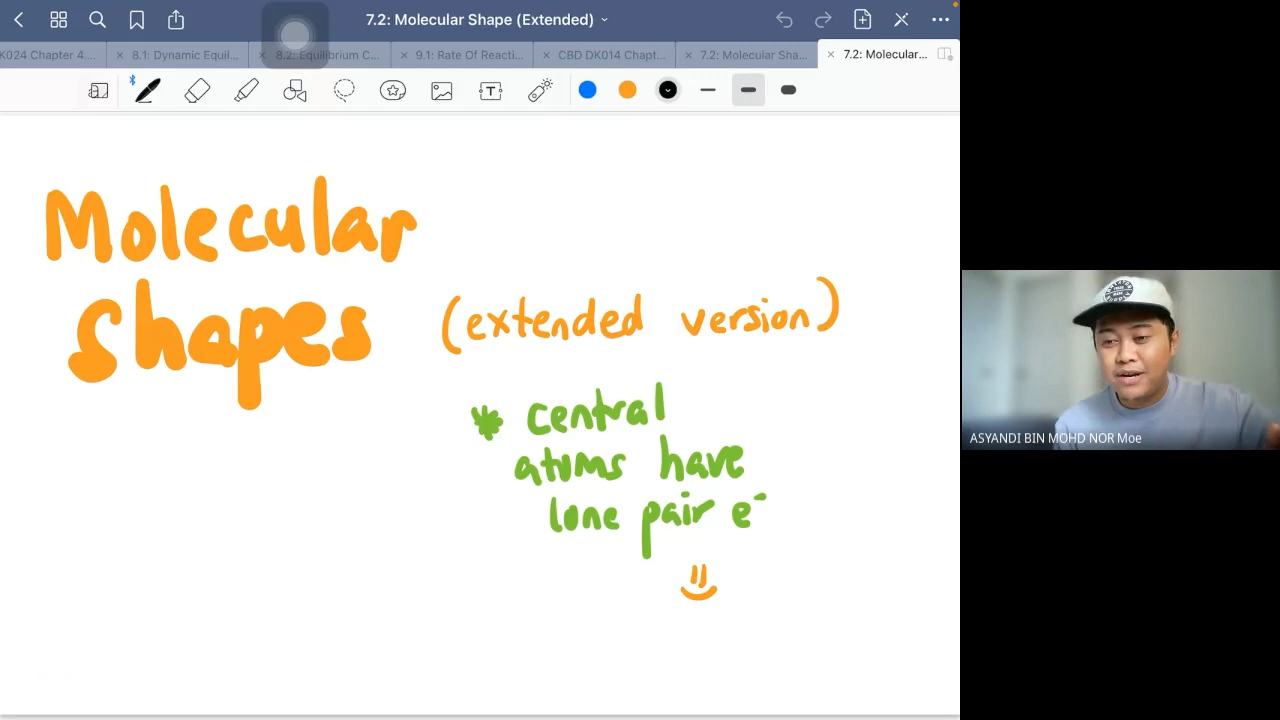 7.2: Molecular Shape (Extended)
K024 Chapter 4....
8.1: Dynamic Equil...
8.2: Equilibrium C...
9.1: Rate Of Reacti...
CBD DK014 Chapt...
7.2: Molecular Sha...
7.2: Molecular...
T
Molecular
Shapes (extended version)
* central
atoms have
lone pair e⁻
ASYANDI BIN MOHD NOR Moe